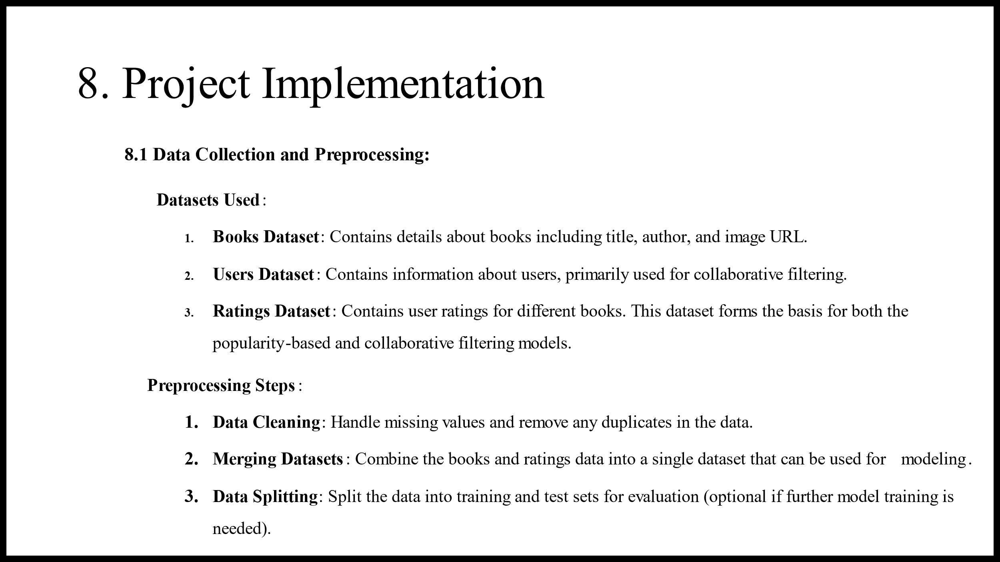 8. Project Implementation
8.1 Data Collection and Preprocessing:
Datasets Used:
1. Books Dataset: Contains details about books including title, author, and image URL.
2. Users Dataset: Contains information about users, primarily used for collaborative filtering.
3. Ratings Dataset: Contains user ratings for different books. This dataset forms the basis for both the
popularity-based and collaborative filtering models.
Preprocessing Steps:
1. Data Cleaning: Handle missing values and remove any duplicates in the data.
2. Merging Datasets: Combine the books and ratings data into a single dataset that can be used for modeling.
3. Data Splitting: Split the data into training and test sets for evaluation (optional if further model training is
needed).